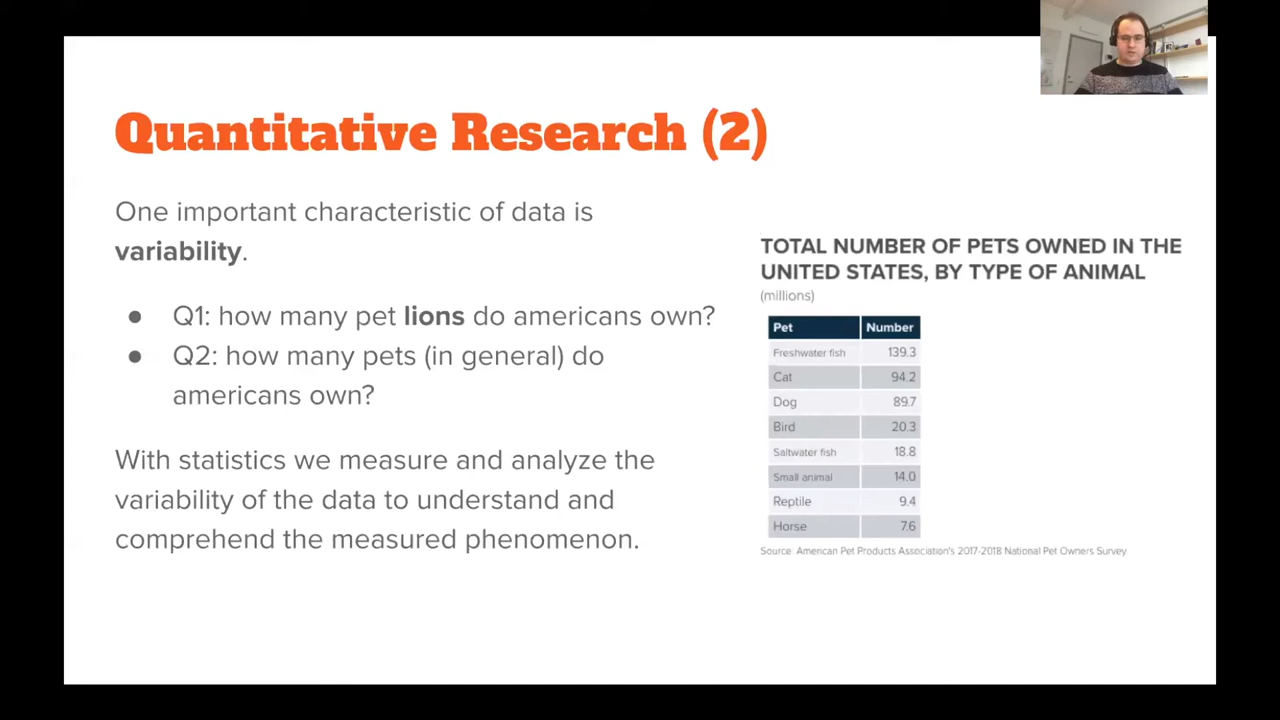 Quantitative Research (2)
One important characteristic of data is
variability.
● Q1: how many pet lions do americans own?
● Q2: how many pets (in general) do
americans own?
With statistics we measure and analyze the
variability of the data to understand and
comprehend the measured phenomenon.
TOTAL NUMBER OF PETS OWNED IN THE
UNITED STATES, BY TYPE OF ANIMAL
(millions)
Pet Number
Freshwater fish 139.3
Cat 94.2
Dog 89.7
Bird 20.3
Saltwater fish 18.8
Small animal 14.0
Reptile 9.4
Horse 7.6
Source: American Pet Products Association's 2017-2018 National Pet Owners Survey